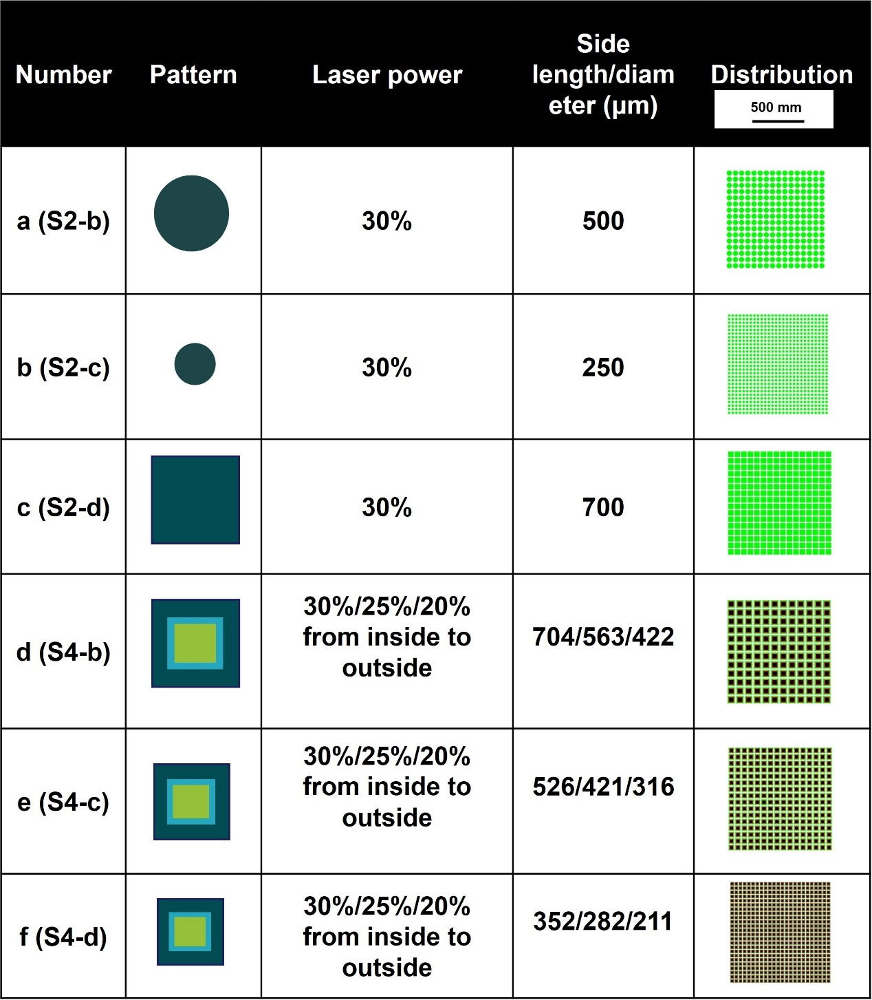 Number
Pattern
Laser power
Side
length/diam
eter (µm)
Distribution
500 mm
a (S2-b)
30%
500
b (S2-c)
30%
250
c (S2-d)
30%
700
d (S4-b)
30%/25%/20%
from inside to
outside
704/563/422
e (S4-c)
30%/25%/20%
from inside to
outside
526/421/316
f (S4-d)
30%/25%/20%
from inside to
outside
352/282/211